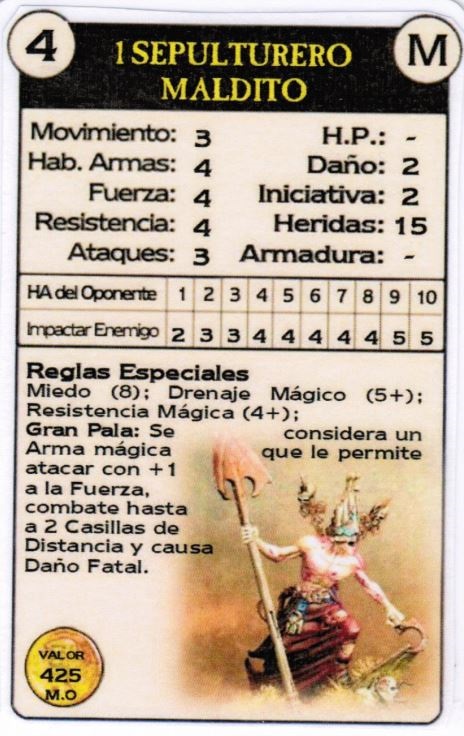 4
1 SEPULTURERO
MALDITO
M
Movimiento: 3 H.P.: -
Hab. Armas: 4 Daño: 2
Fuerza: 4 Iniciativa: 2
Resistencia: 4 Heridas: 15
Ataques: 3 Armadura: -
HA del Oponente 1 2 3 4 5 6 7 8 9 10
Impactar Enemigo 2 3 3 4 4 4 4 4 5 5
Reglas Especiales
Miedo (8); Drenaje Mágico (5+);
Resistencia Mágica (4+);
Gran Pala: Se considera un
Arma mágica que le permite
atacar con +1
a la Fuerza,
combate hasta
a 2 Casillas de
Distancia y causa
Daño Fatal.
VALOR
425
M.O